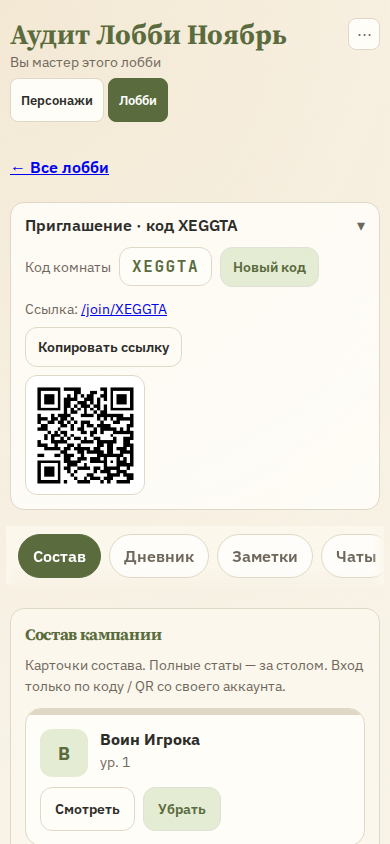 Аудит Лобби Ноябрь
...
Вы мастер этого лобби
Персонажи Лобби
← Все лобби
Приглашение · код XEGGTA ▼
Код комнаты XEGGTA Новый код
Ссылка: /join/XEGGTA
Копировать ссылку
Состав Дневник Заметки Чаты
Состав кампании
Карточки состава. Полные статы — за столом. Вход
только по коду / QR со своего аккаунта.
В
Воин Игрока
ур. 1
Смотреть Убрать